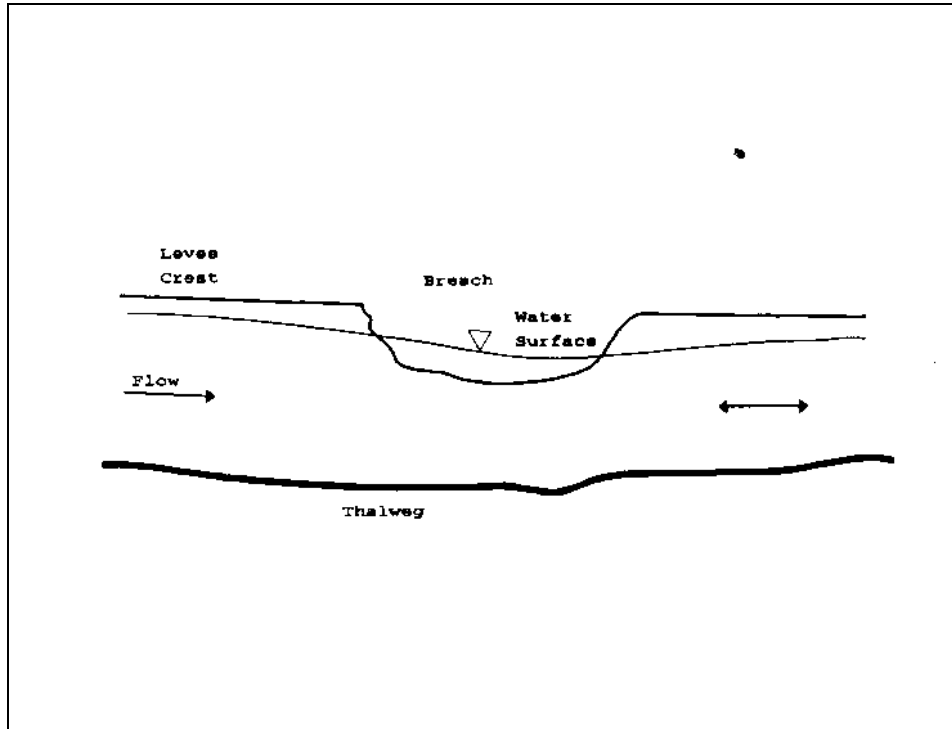 Levee
Crest
Breach
Water
Surface
Flow
Thalweg